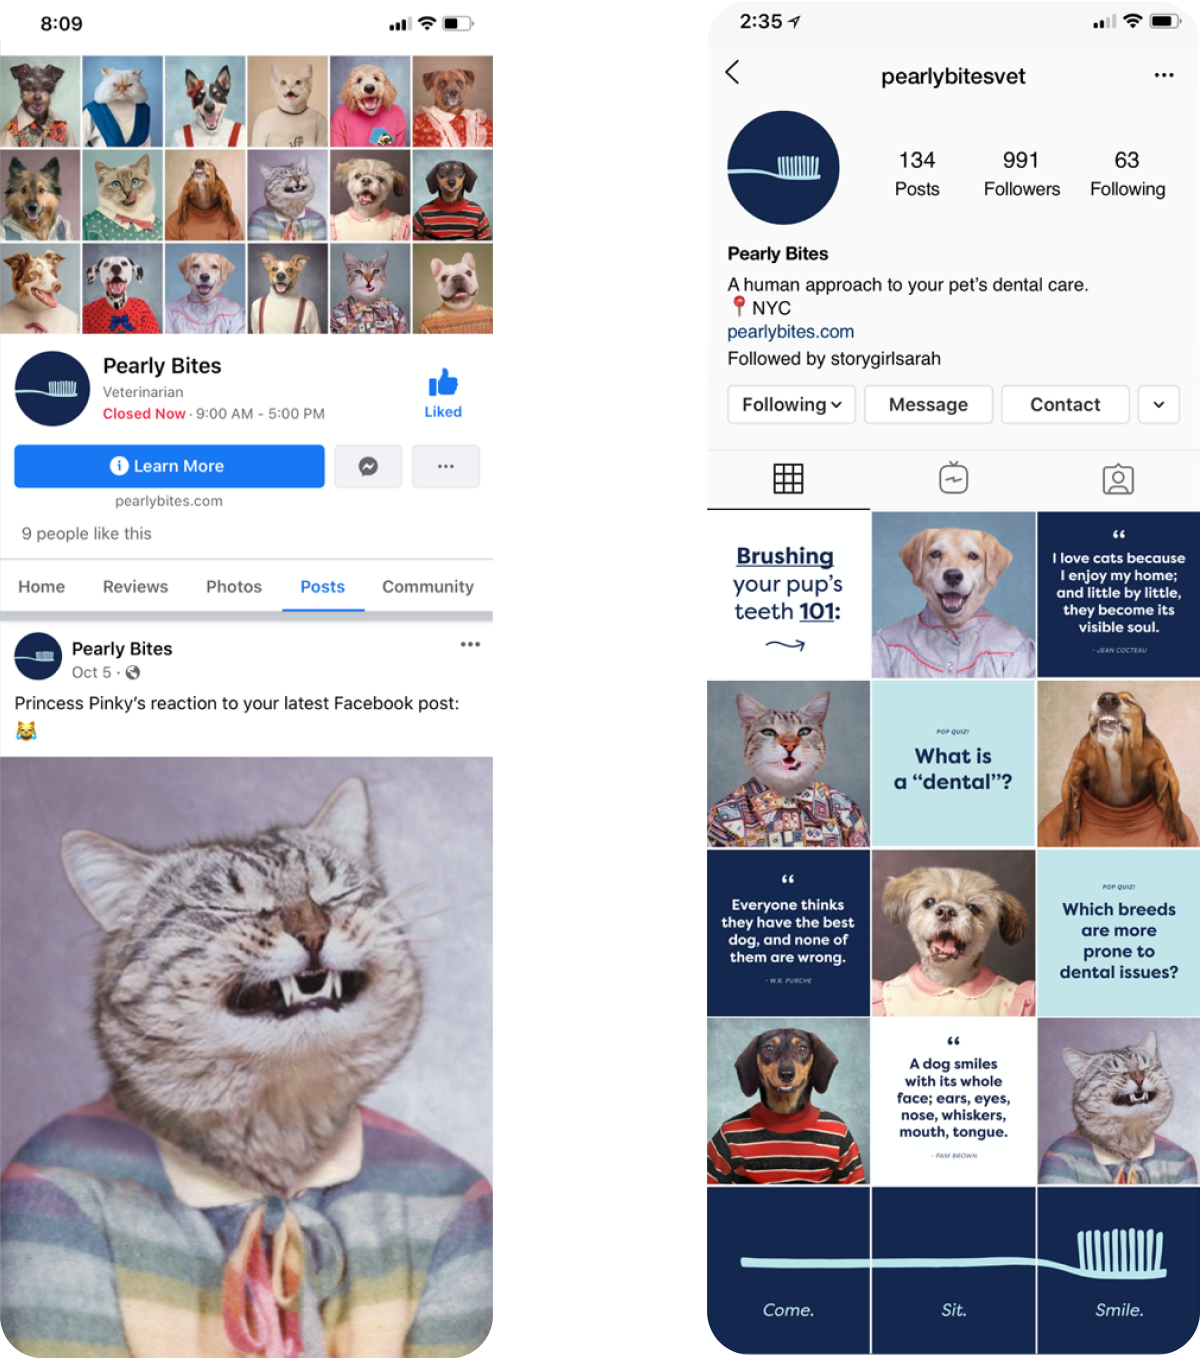 8:09
Pearly Bites
Veterinarian
Closed Now · 9:00 AM - 5:00 PM
Liked
Learn More
pearlybites.com
9 people like this
Home Reviews Photos Posts Community
Pearly Bites
Oct 5 ·
Princess Pinky's reaction to your latest Facebook post:
2:35
pearlybitesvet
134 991 63
Posts Followers Following
Pearly Bites
A human approach to your pet's dental care.
NYC
pearlybites.com
Followed by storygirlsarah
Following Message Contact
Brushing
your pup's
teeth 101:
“
I love cats because
I enjoy my home;
and little by little,
they become its
visible soul.
- JEAN COCTEAU
POP QUIZ!
What is
a “dental”?
“
Everyone thinks
they have the best
dog, and none of
them are wrong.
- W.R. PURCHE
POP QUIZ!
Which breeds
are more
prone to
dental issues?
“
A dog smiles
with its whole
face; ears, eyes,
nose, whiskers,
mouth, tongue.
- PAM BROWN
Come. Sit. Smile.